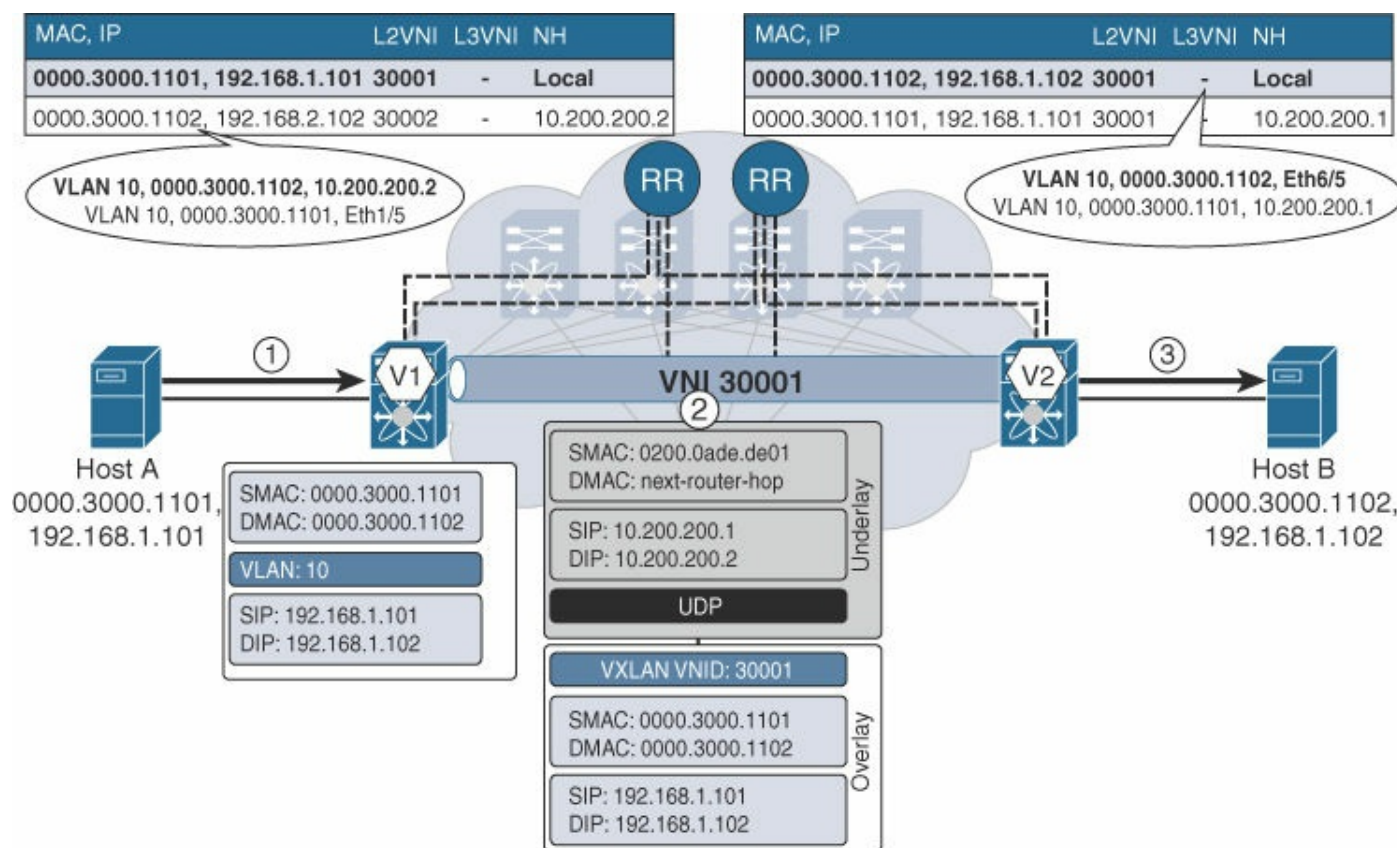 MAC, IP L2VNI L3VNI NH
0000.3000.1101, 192.168.1.101 30001 - Local
0000.3000.1102, 192.168.2.102 30002 - 10.200.200.2
VLAN 10, 0000.3000.1102, 10.200.200.2
VLAN 10, 0000.3000.1101, Eth1/5
MAC, IP L2VNI L3VNI NH
0000.3000.1102, 192.168.1.102 30001 - Local
0000.3000.1101, 192.168.1.101 30001 - 10.200.200.1
VLAN 10, 0000.3000.1102, Eth6/5
VLAN 10, 0000.3000.1101, 10.200.200.1
RR
RR
1
V1
VNI 30001
2
V2
3
Host A
0000.3000.1101,
192.168.1.101
SMAC: 0000.3000.1101
DMAC: 0000.3000.1102
VLAN: 10
SIP: 192.168.1.101
DIP: 192.168.1.102
SMAC: 0200.0ade.de01
DMAC: next-router-hop
SIP: 10.200.200.1
DIP: 10.200.200.2
UDP
Underlay
VXLAN VNID: 30001
SMAC: 0000.3000.1101
DMAC: 0000.3000.1102
SIP: 192.168.1.101
DIP: 192.168.1.102
Overlay
Host B
0000.3000.1102,
192.168.1.102